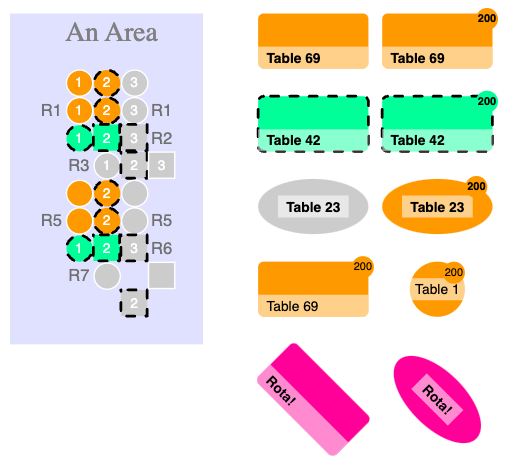 An Area
1 2 3
R1 1 2 3 R1
1 2 3 R2
R3 1 2 3
R5 R5
1 2 3 R6
R7
2
Table 69
200
Table 69
Table 42
200
Table 42
Table 23
200
Table 23
200
Table 69
200
Table 1
Rota!
Rota!